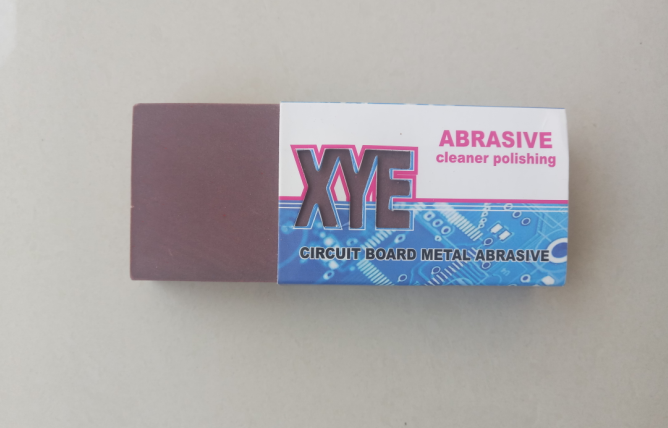 XYE
ABRASIVE
cleaner polishing
CIRCUIT BOARD METAL ABRASIVE